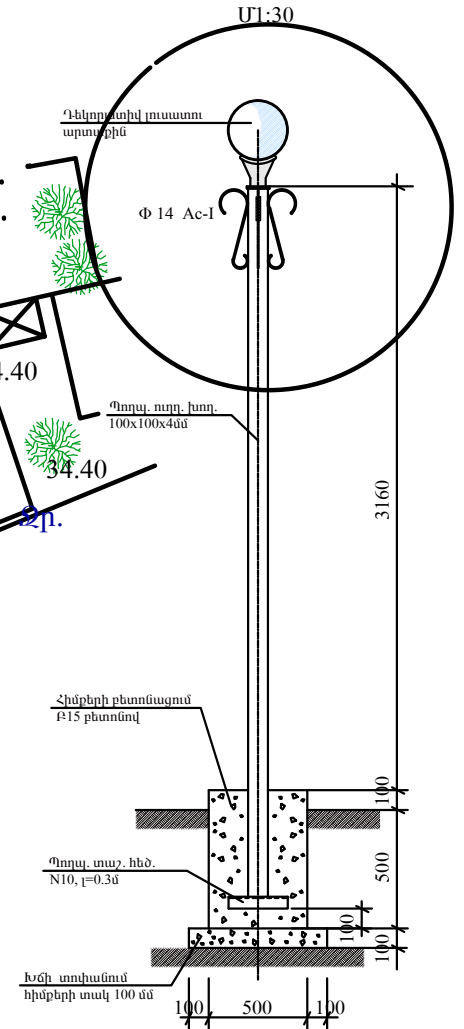 Մ1:30
Դեկորատիվ լուսատու
արտաքին
Փ 14 Ac-I
4.40
Պողպ. ուղղ. խող.
100x100x4մմ
34.40
Ջր.
3160
Հիմքերի բետոնացում
Բ15 բետոնով
100
Պողպ. տաշ. հեծ.
N10, լ=0.3մ
500
100
100
Խճի տոփանում
հիմքերի տակ 100 մմ
100 500 100